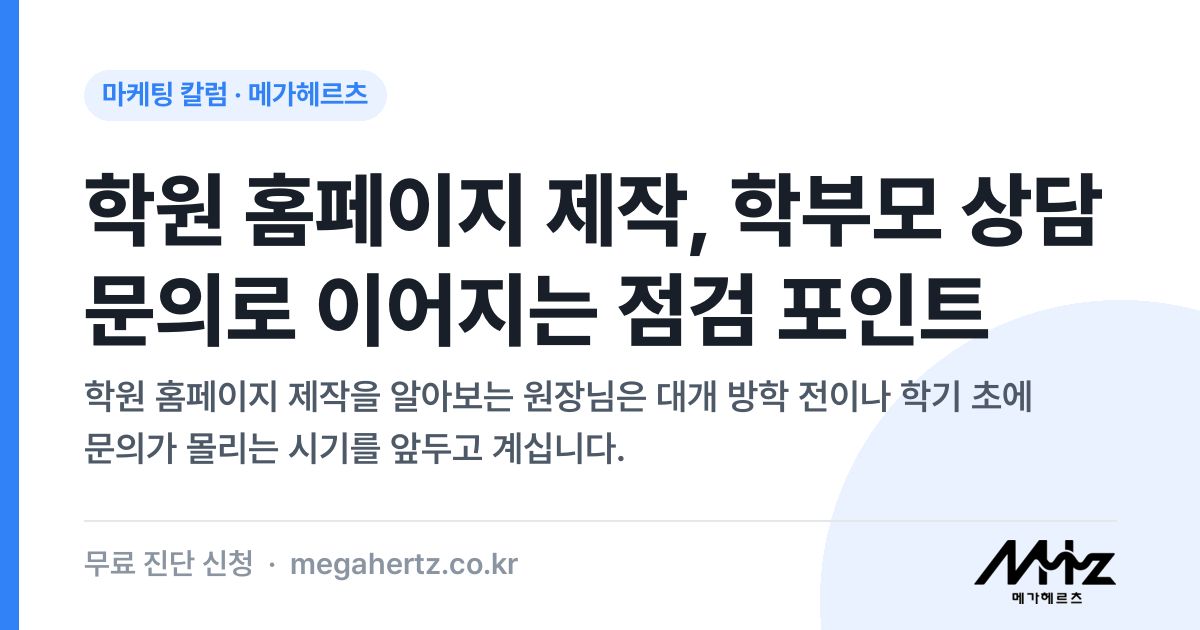 마케팅 칼럼 · 메가헤르츠
학원 홈페이지 제작, 학부모 상담
문의로 이어지는 점검 포인트
학원 홈페이지 제작을 알아보는 원장님은 대개 방학 전이나 학기 초에
문의가 몰리는 시기를 앞두고 계십니다.
무료 진단 신청 · megahertz.co.kr
MHz
메가헤르츠